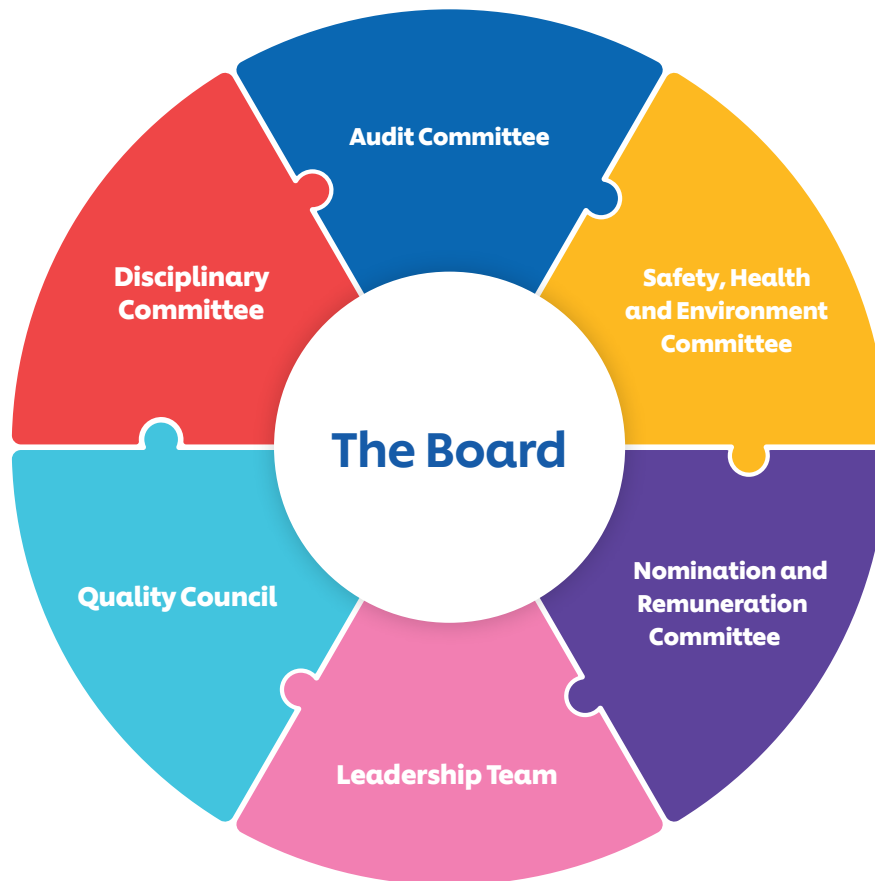 Audit Committee
Safety, Health
and Environment
Committee
Nomination and
Remuneration
Committee
Leadership Team
Quality Council
Disciplinary
Committee
The Board